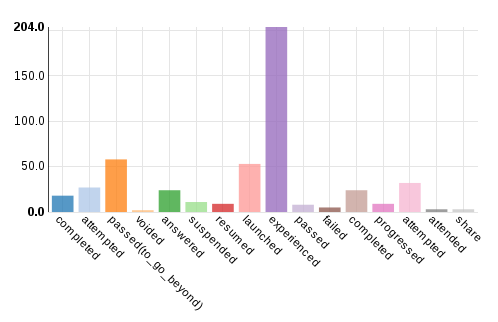 204.0
150.0
100.0
50.0
0.0
completed
attempted
passed(to_go_beyond)
voided
answered
suspended
resumed
launched
experienced
passed
failed
completed
progressed
attempted
attended
share